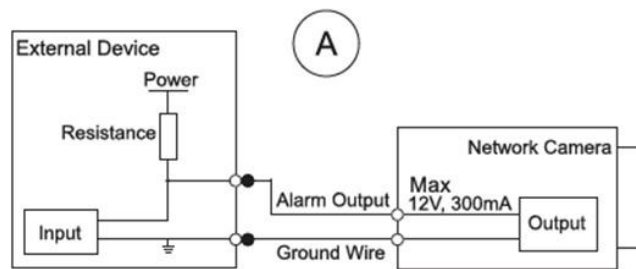 A
External Device
Power
Resistance
Network Camera
Alarm Output
Max
12V, 300mA
Input
Output
Ground Wire